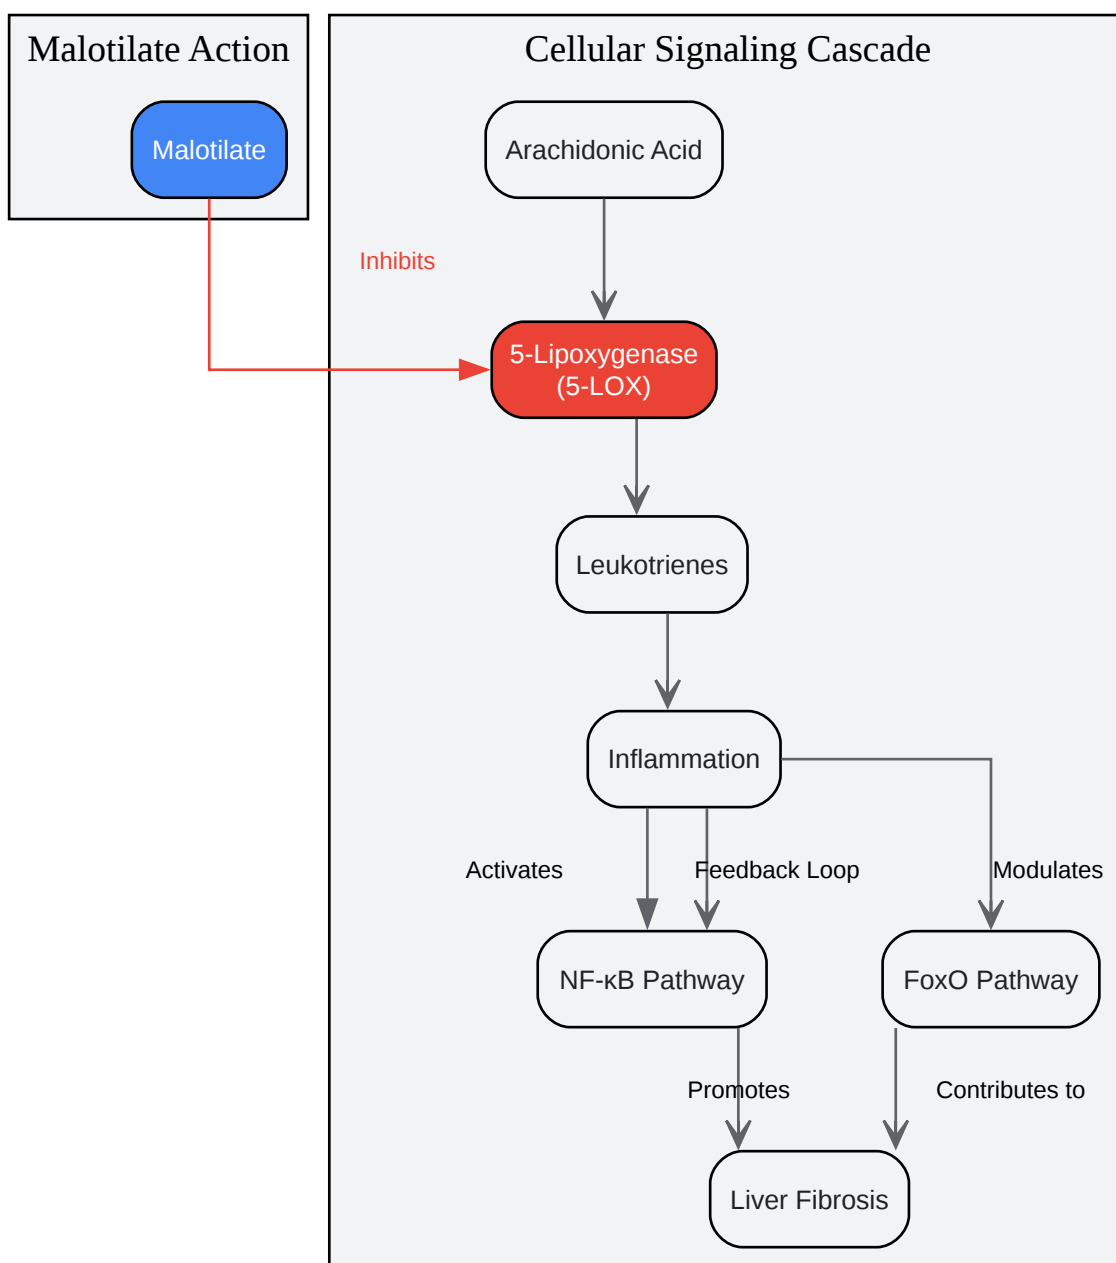 Malotilate Action
Cellular Signaling Cascade
Malotilate
Arachidonic Acid
Inhibits
5-Lipoxygenase
(5-LOX)
Leukotrienes
Inflammation
Activates
Feedback Loop
Modulates
NF-κB Pathway
FoxO Pathway
Promotes
Contributes to
Liver Fibrosis